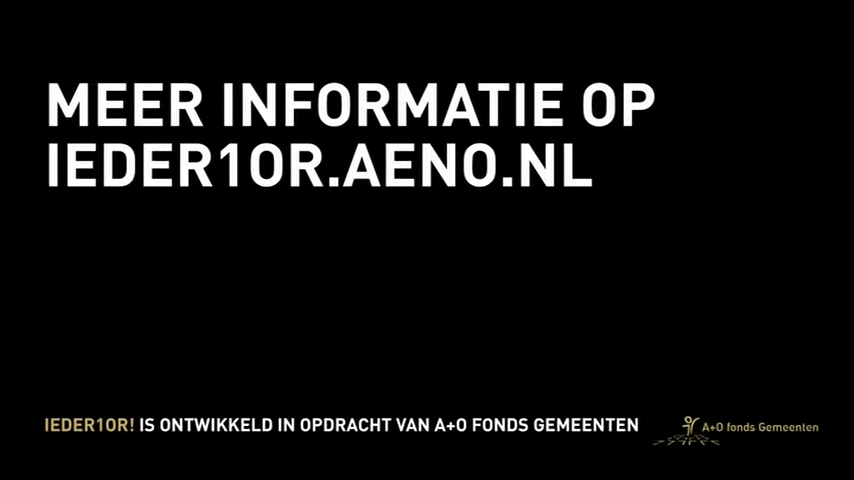 MEER INFORMATIE OP
IEDER1OR.AENO.NL
IEDER1OR! IS ONTWIKKELD IN OPDRACHT VAN A+O FONDS GEMEENTEN
A+O fonds Gemeenten